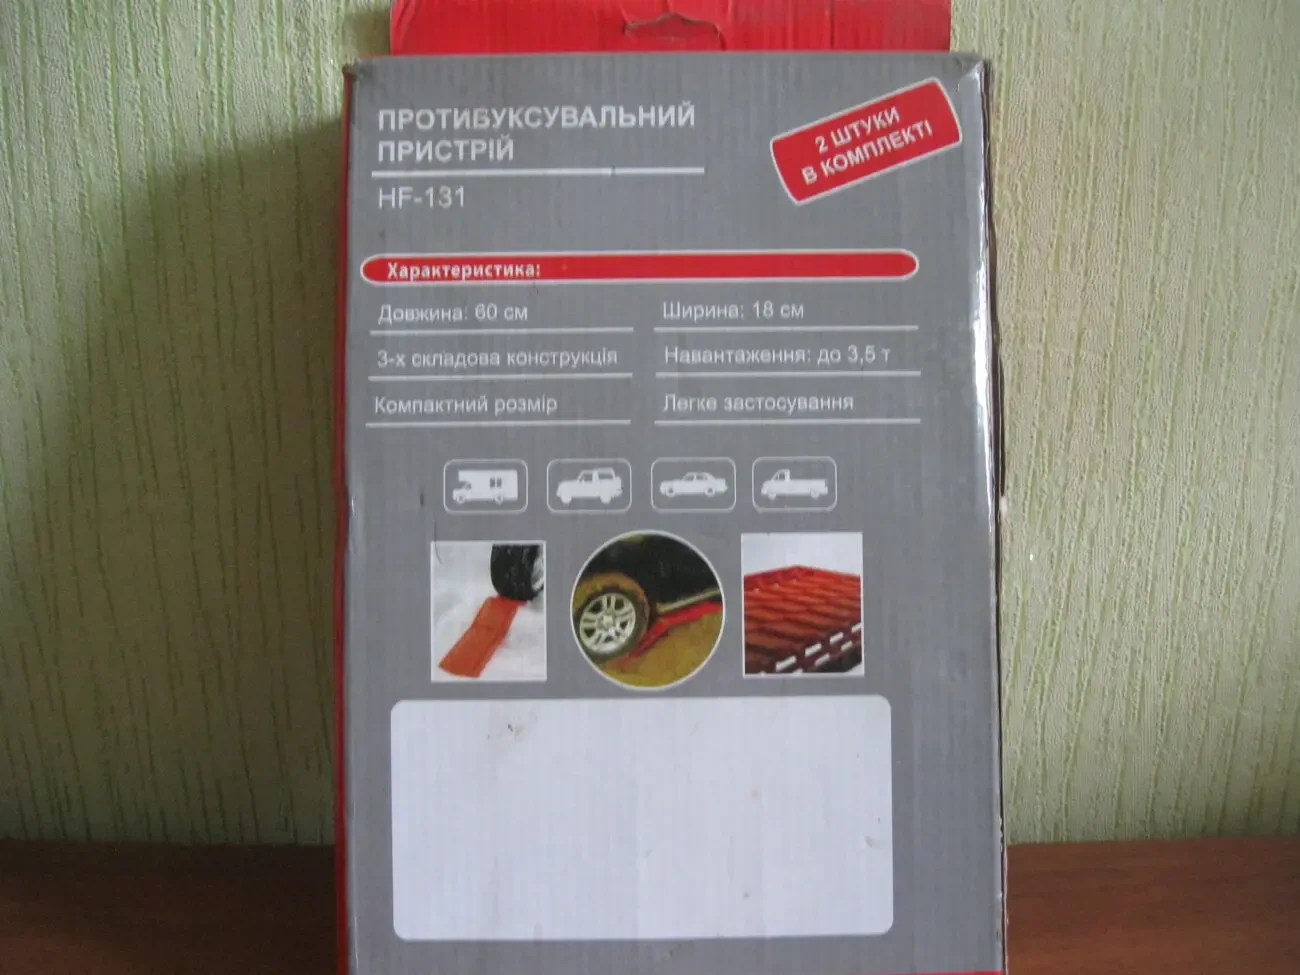 ПРОТИБУКСУВАЛЬНИЙ
ПРИСТРІЙ
HF-131
2 ШТУКИ
В КОМПЛЕКТІ
Характеристика:
Довжина: 60 см
Ширина: 18 см
3-х складова конструкція
Навантаження: до 3,5 т
Компактний розмір
Легке застосування